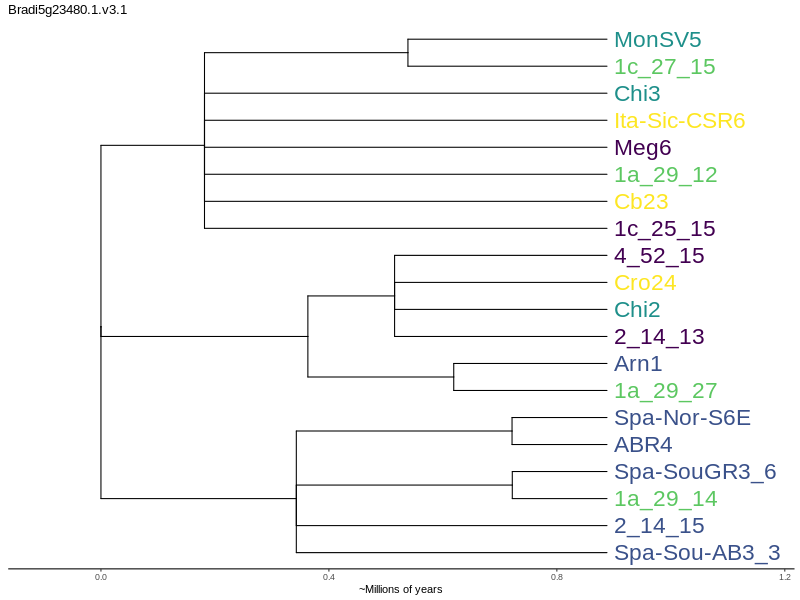 Bradi5g23480.1.v3.1
MonSV5
1c_27_15
Chi3
Ita-Sic-CSR6
Meg6
1a_29_12
Cb23
1c_25_15
4_52_15
Cro24
Chi2
2_14_13
Arn1
1a_29_27
Spa-Nor-S6E
ABR4
Spa-SouGR3_6
1a_29_14
2_14_15
Spa-Sou-AB3_3
0.0 0.4 0.8 1.2
~Millions of years